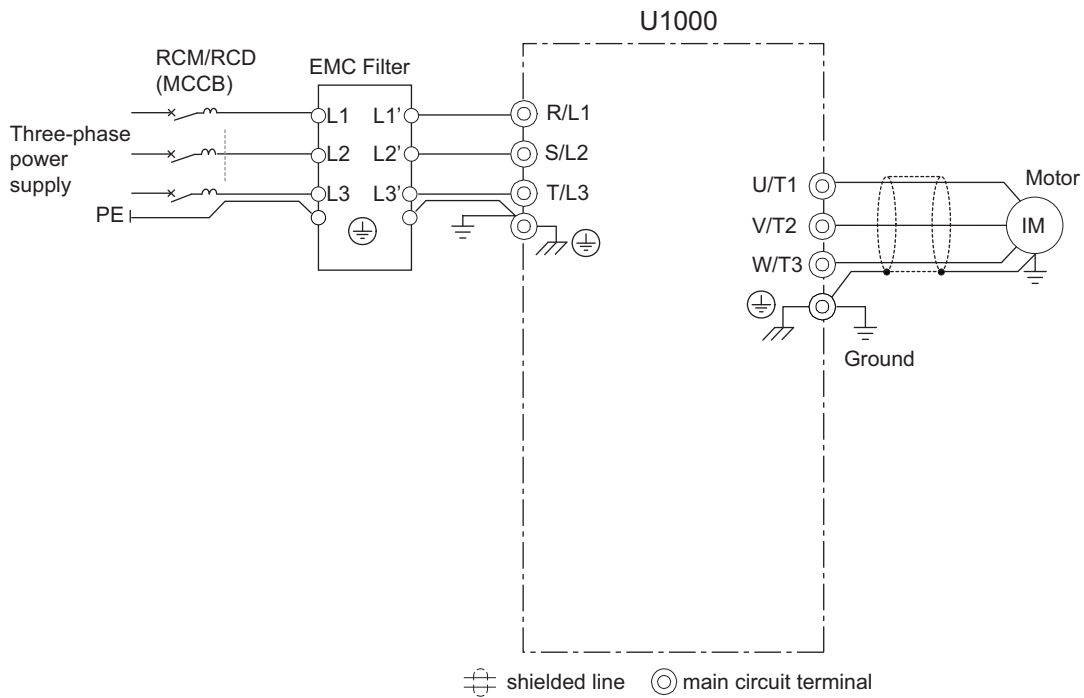 U1000
RCM/RCD
(MCCB)
EMC Filter
Three-phase
power
supply
PE
L1 L1’
L2 L2’
L3 L3’
R/L1
S/L2
T/L3
U/T1
V/T2
W/T3
Motor
IM
Ground
shielded line
main circuit terminal